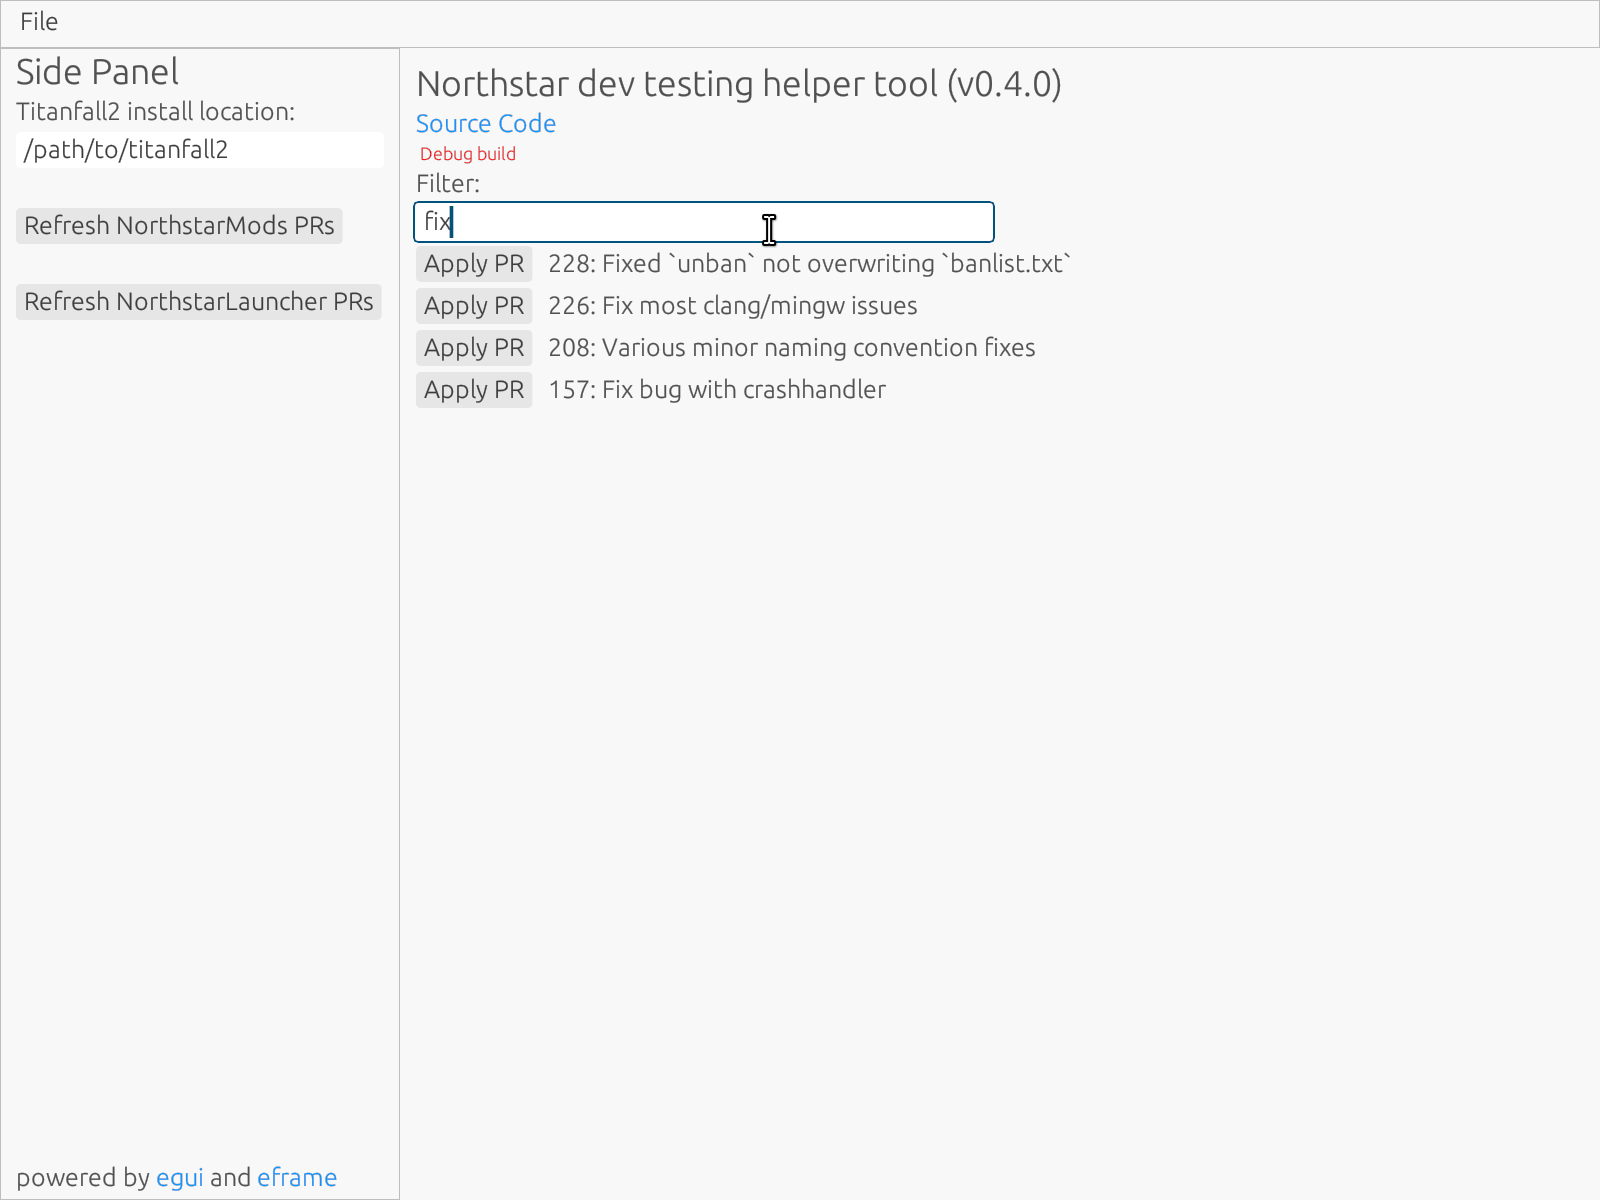 File
Side Panel
Titanfall2 install location:
/path/to/titanfall2
Refresh NorthstarMods PRs
Refresh NorthstarLauncher PRs
powered by egui and eframe
Northstar dev testing helper tool (v0.4.0)
Source Code
Debug build
Filter:
fix
Apply PR 228: Fixed `unban` not overwriting `banlist.txt`
Apply PR 226: Fix most clang/mingw issues
Apply PR 208: Various minor naming convention fixes
Apply PR 157: Fix bug with crashhandler